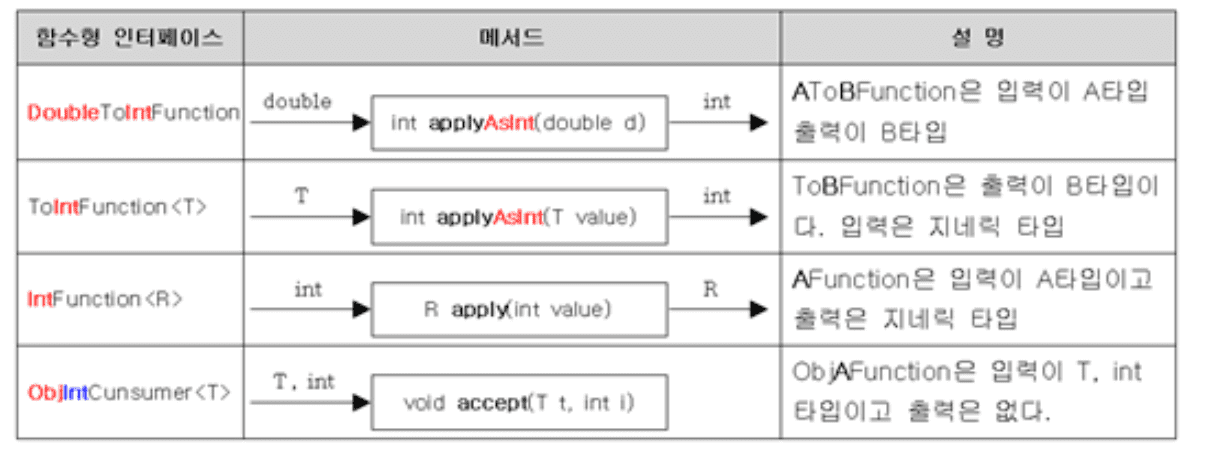 함수형 인터페이스
메서드
설 명
DoubleToIntFunction
double
int applyAsInt(double d)
int
AToBFunction은 입력이 A타입
출력이 B타입
ToIntFunction<T>
T
int applyAsInt(T value)
int
ToBFunction은 출력이 B타입이
다. 입력은 지네릭 타입
IntFunction<R>
int
R apply(int value)
R
AFunction은 입력이 A타입이고
출력은 지네릭 타입
ObjIntCunsumer<T>
T, int
void accept(T t, int i)
ObjAFunction은 입력이 T, int
타입이고 출력은 없다.